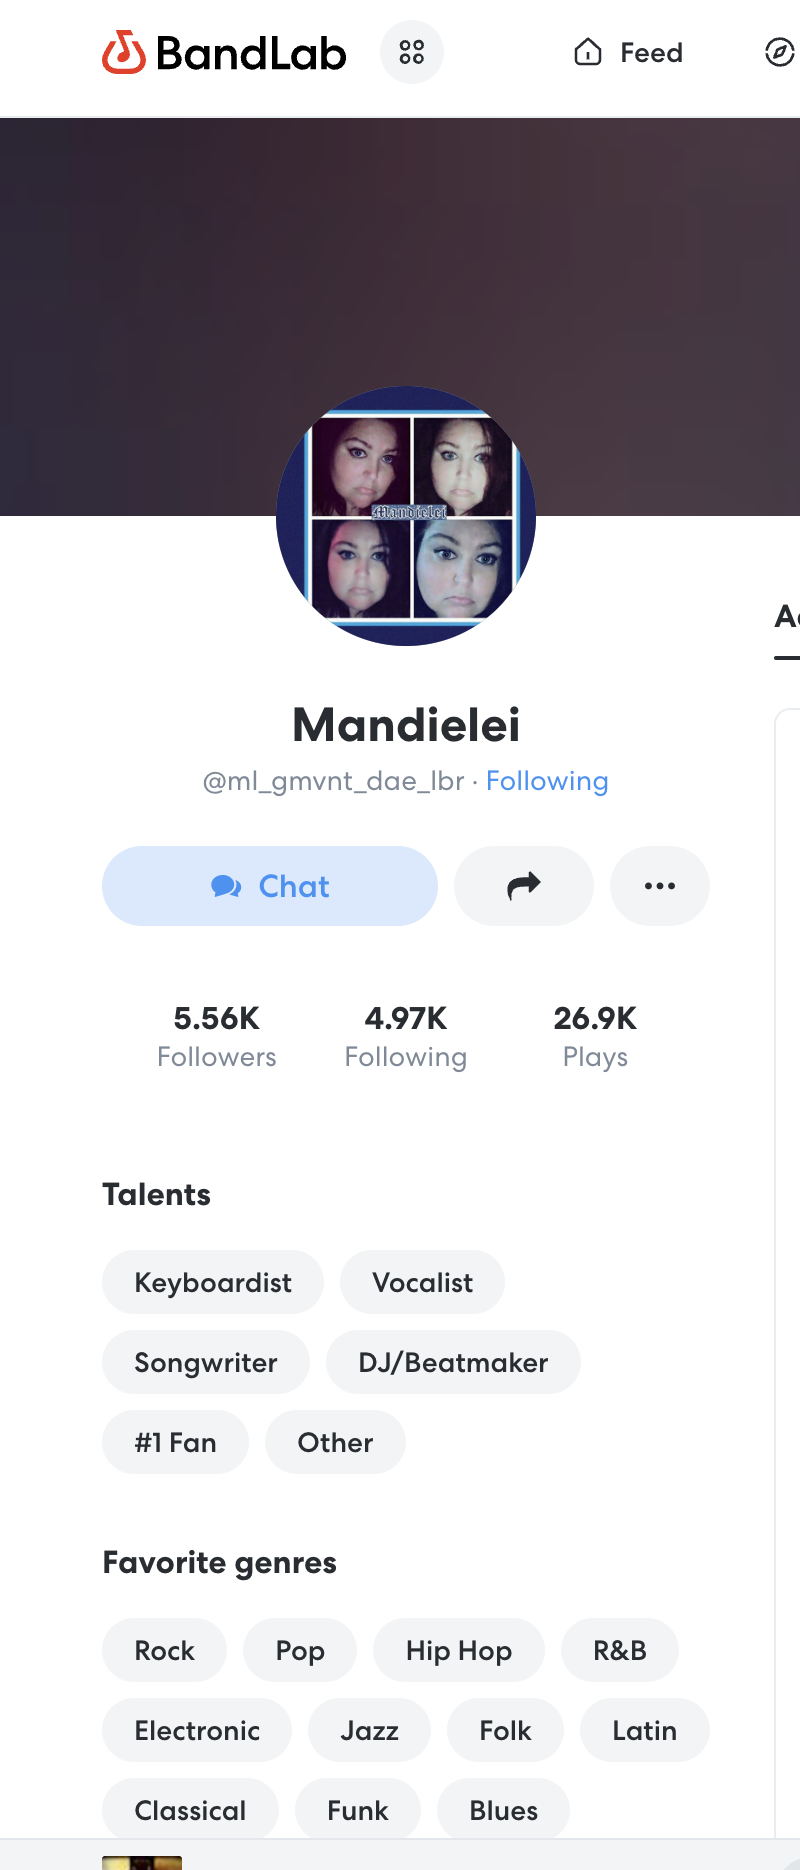 BandLab
Feed
Mandielei
Mandielei
@ml_gmvnt_dae_lbr · Following
Chat
5.56K 4.97K 26.9K
Followers Following Plays
Talents
Keyboardist Vocalist
Songwriter DJ/Beatmaker
#1 Fan Other
Favorite genres
Rock Pop Hip Hop R&B
Electronic Jazz Folk Latin
Classical Funk Blues